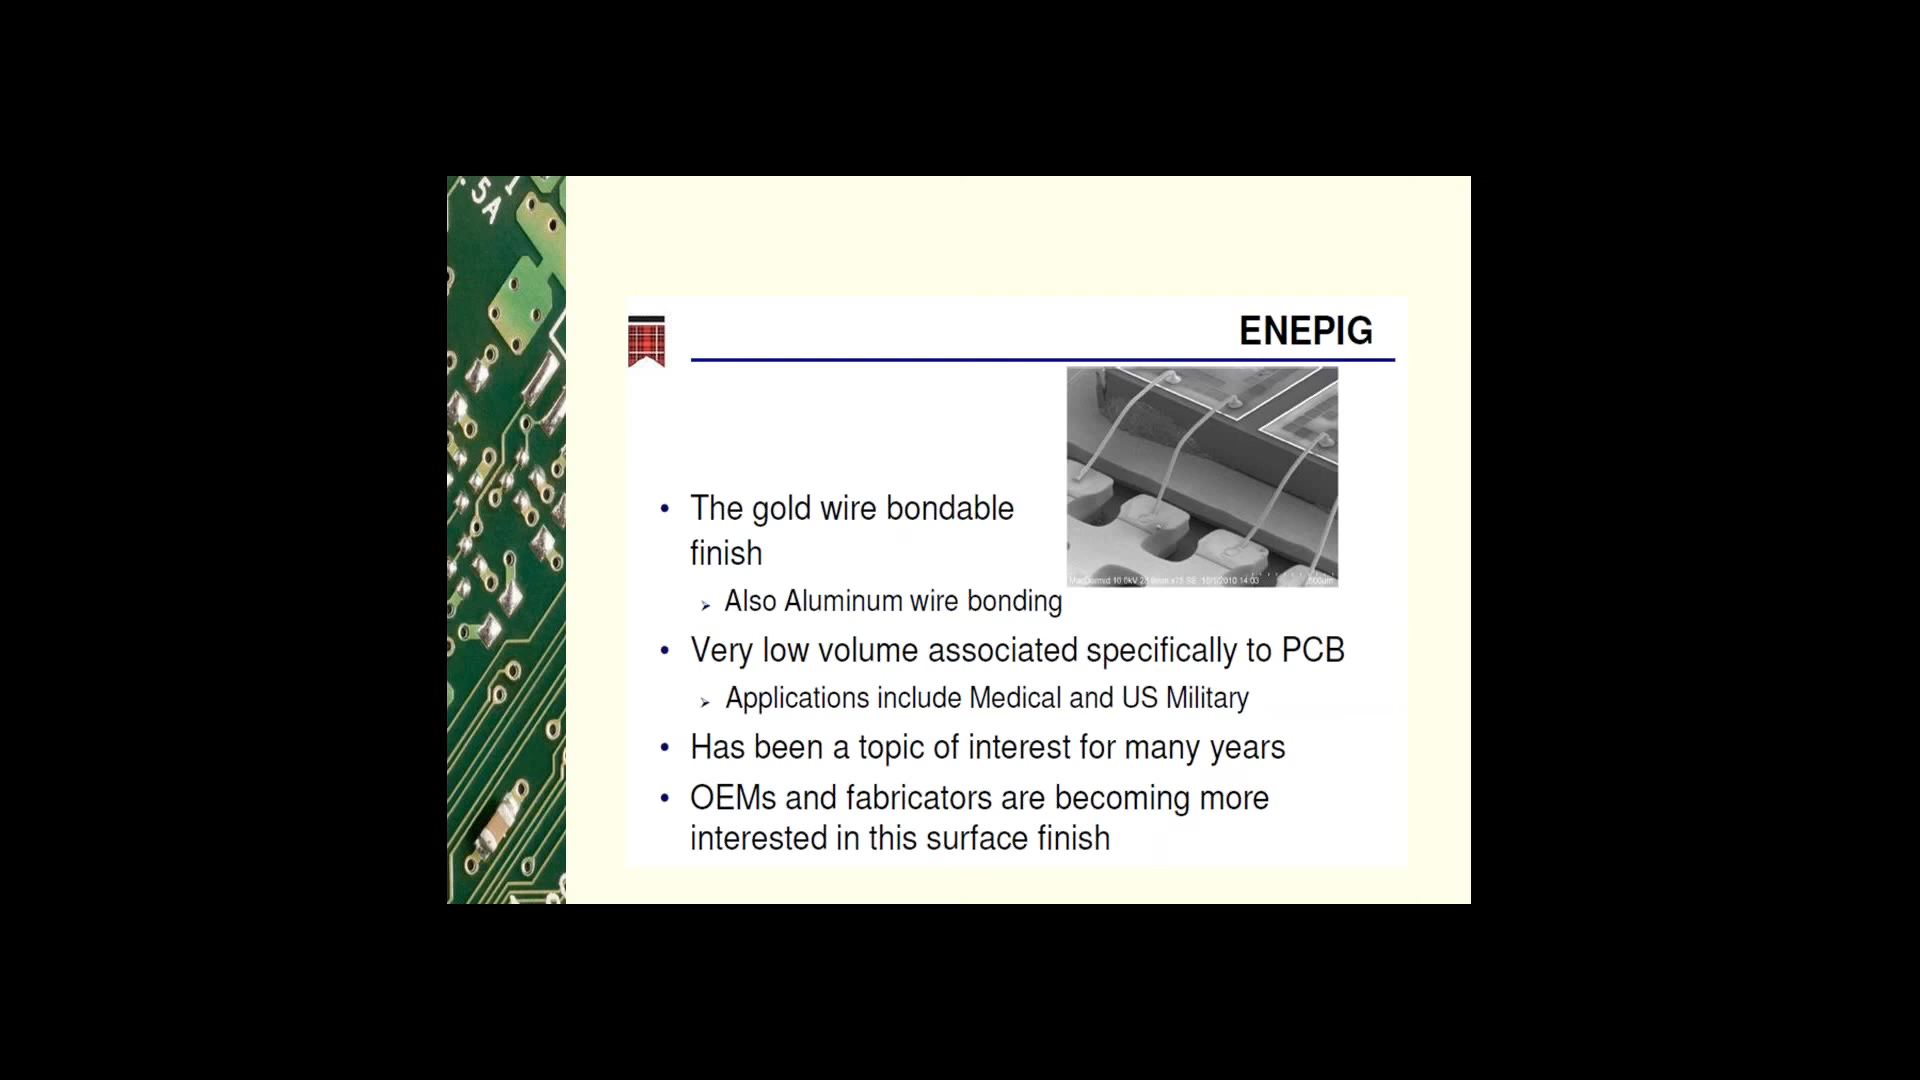 .5A
ENEPIG
• The gold wire bondable
finish
➢ Also Aluminum wire bonding
• Very low volume associated specifically to PCB
➢ Applications include Medical and US Military
• Has been a topic of interest for many years
• OEMs and fabricators are becoming more
interested in this surface finish